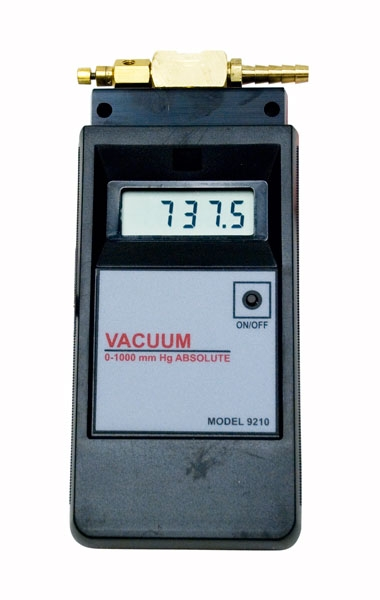 737.5
ON/OFF
VACUUM
0-1000 mm Hg ABSOLUTE
MODEL 9210